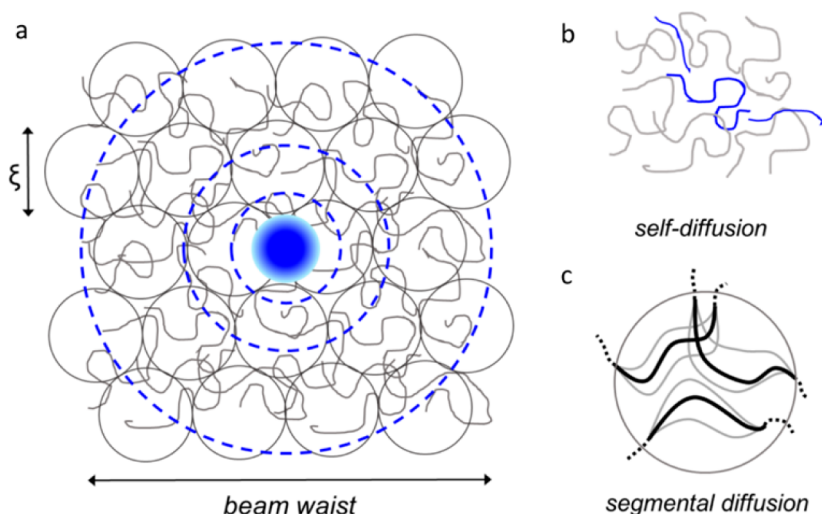 a
ξ
beam waist
b
self-diffusion
c
segmental diffusion